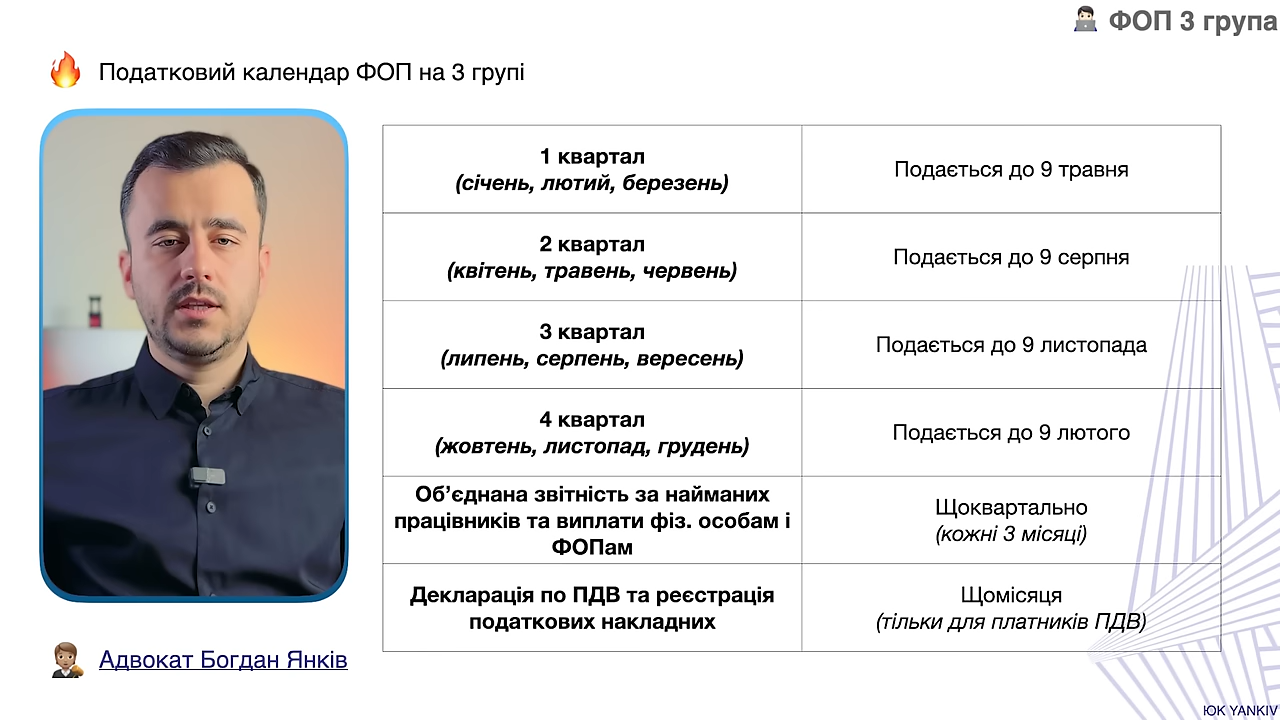 ФОП 3 група
Податковий календар ФОП на 3 групі
1 квартал
(січень, лютий, березень)
Подається до 9 травня
2 квартал
(квітень, травень, червень)
Подається до 9 серпня
3 квартал
(липень, серпень, вересень)
Подається до 9 листопада
4 квартал
(жовтень, листопад, грудень)
Подається до 9 лютого
Об’єднана звітність за найманих
працівників та виплати фіз. особам і
ФОПам
Щоквартально
(кожні 3 місяці)
Декларація по ПДВ та реєстрація
податкових накладних
Щомісяця
(тільки для платників ПДВ)
Адвокат Богдан Янків
ЮК YANKIV